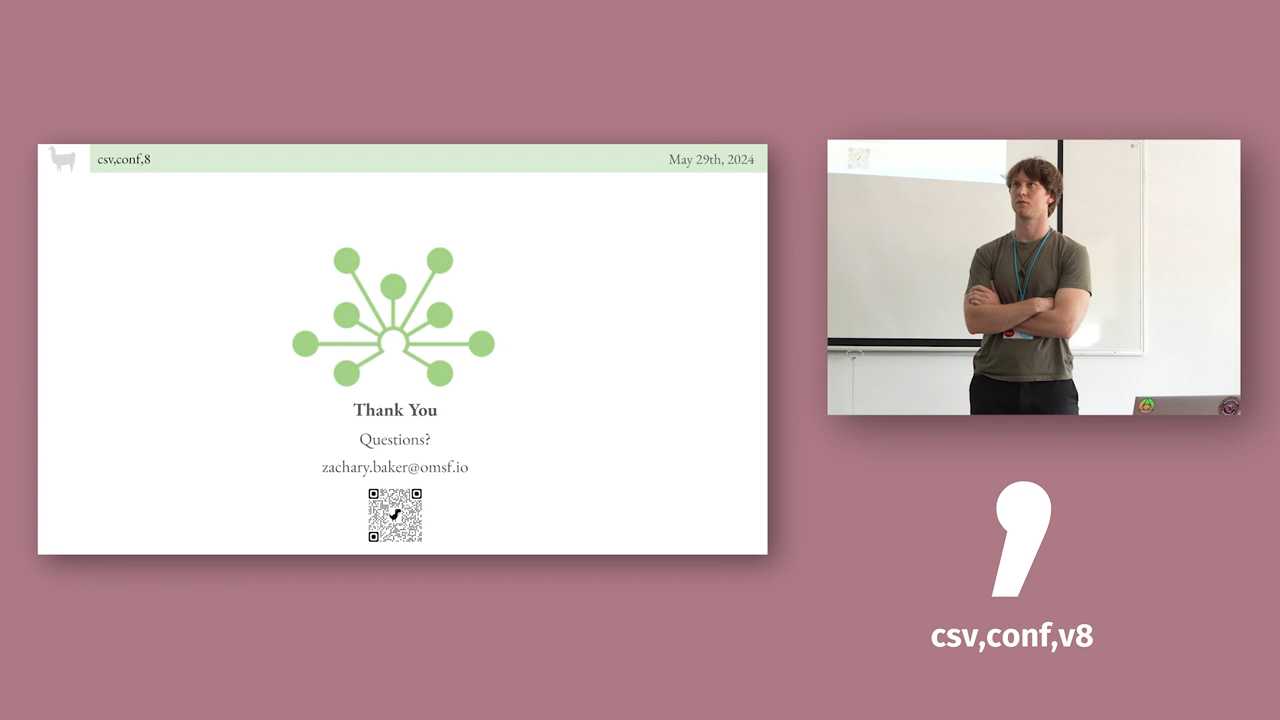 csv,conf,8
May 29th, 2024
Thank You
Questions?
zachary.baker@omsf.io
csv,conf,v8